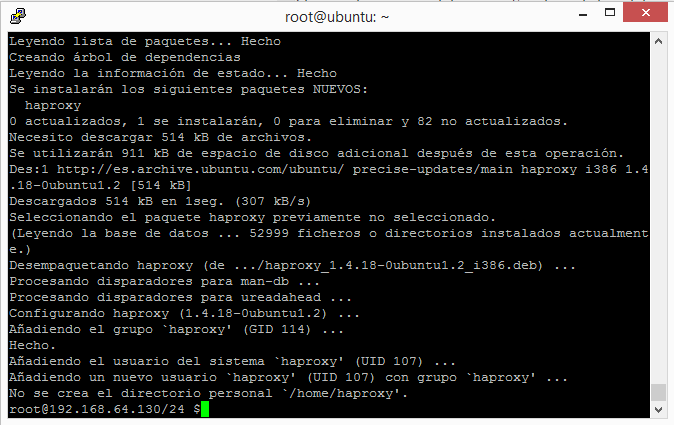 root@ubuntu: ~
Leyendo lista de paquetes... Hecho
Creando árbol de dependencias
Leyendo la información de estado... Hecho
Se instalarán los siguientes paquetes NUEVOS:
  haproxy
0 actualizados, 1 se instalarán, 0 para eliminar y 82 no actualizados.
Necesito descargar 514 kB de archivos.
Se utilizarán 911 kB de espacio de disco adicional después de esta operación.
Des:1 http://es.archive.ubuntu.com/ubuntu/ precise-updates/main haproxy i386 1.4
.18-0ubuntu1.2 [514 kB]
Descargados 514 kB en 1seg. (307 kB/s)
Seleccionando el paquete haproxy previamente no seleccionado.
(Leyendo la base de datos ... 52999 ficheros o directorios instalados actualment
e.)
Desempaquetando haproxy (de .../haproxy_1.4.18-0ubuntu1.2_i386.deb) ...
Procesando disparadores para man-db ...
Procesando disparadores para ureadahead ...
Configurando haproxy (1.4.18-0ubuntu1.2) ...
Añadiendo el grupo `haproxy' (GID 114) ...
Hecho.
Añadiendo el usuario del sistema `haproxy' (UID 107) ...
Añadiendo un nuevo usuario `haproxy' (UID 107) con grupo `haproxy' ...
No se crea el directorio personal `/home/haproxy'.
root@192.168.64.130/24 $